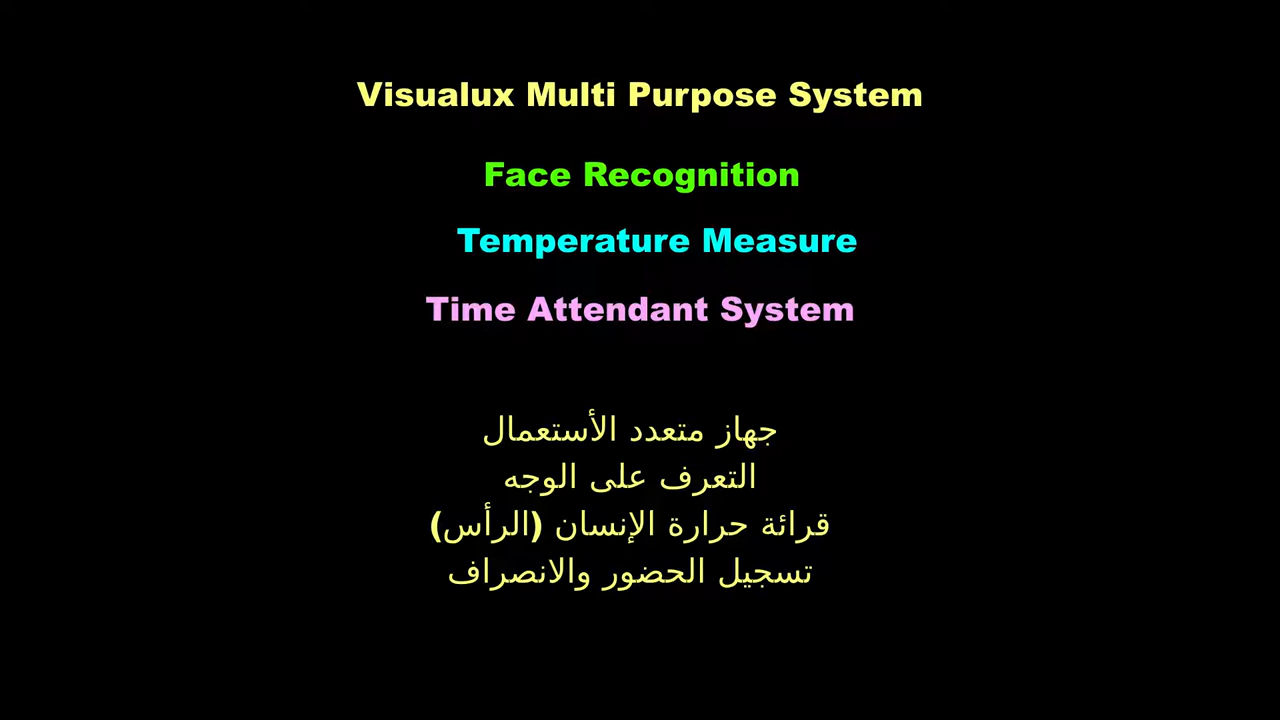 Visualux Multi Purpose System
Face Recognition
Temperature Measure
Time Attendant System
جهاز متعدد الأستعمال
التعرف على الوجه
قرائة حرارة الإنسان (الرأس)
تسجيل الحضور والانصراف